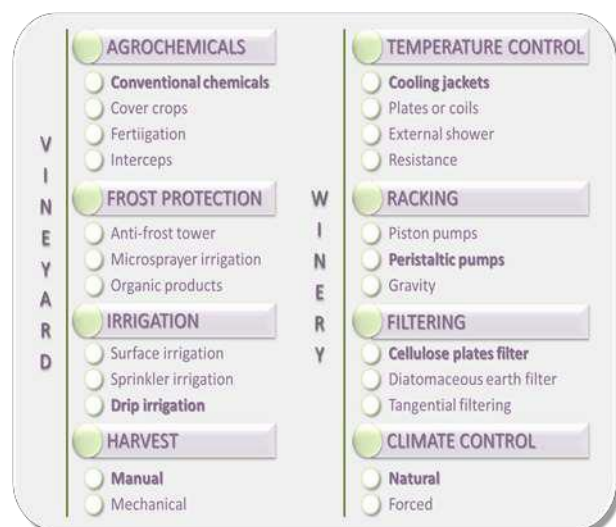 VINEYARD
AGROCHEMICALS
Conventional chemicals
Cover crops
Fertiigation
Interceps
FROST PROTECTION
Anti-frost tower
Microsprayer irrigation
Organic products
IRRIGATION
Surface irrigation
Sprinkler irrigation
Drip irrigation
HARVEST
Manual
Mechanical
WINERY
TEMPERATURE CONTROL
Cooling jackets
Plates or coils
External shower
Resistance
RACKING
Piston pumps
Peristaltic pumps
Gravity
FILTERING
Cellulose plates filter
Diatomaceous earth filter
Tangential filtering
CLIMATE CONTROL
Natural
Forced